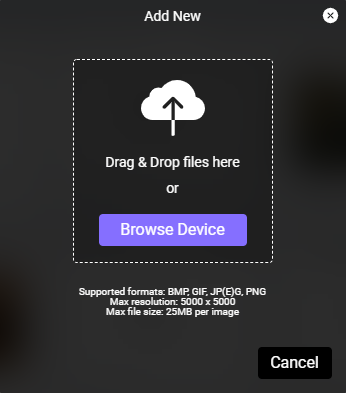 Add New
Drag & Drop files here
or
Browse Device
Supported formats: BMP, GIF, JP(E)G, PNG
Max resolution: 5000 x 5000
Max file size: 25MB per image
Cancel